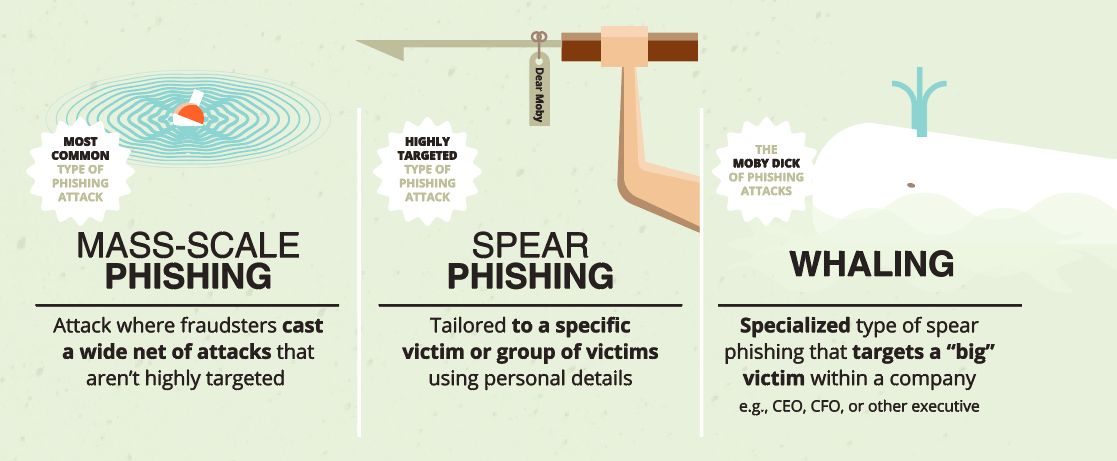 MOST
COMMON
TYPE OF
PHISHING
ATTACK
MASS-SCALE
PHISHING
Attack where fraudsters cast
a wide net of attacks that
aren’t highly targeted
Dear Moby
HIGHLY
TARGETED
TYPE OF
PHISHING
ATTACK
SPEAR
PHISHING
Tailored to a specific
victim or group of victims
using personal details
THE
MOBY DICK
OF PHISHING
ATTACKS
WHALING
Specialized type of spear
phishing that targets a “big”
victim within a company
e.g., CEO, CFO, or other executive